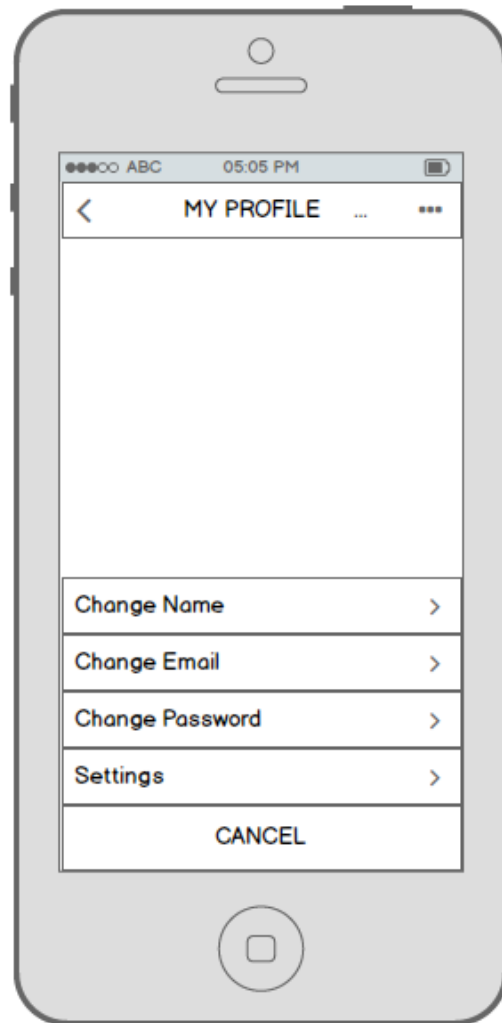 ABC 05:05 PM
MY PROFILE ...
Change Name
Change Email
Change Password
Settings
CANCEL